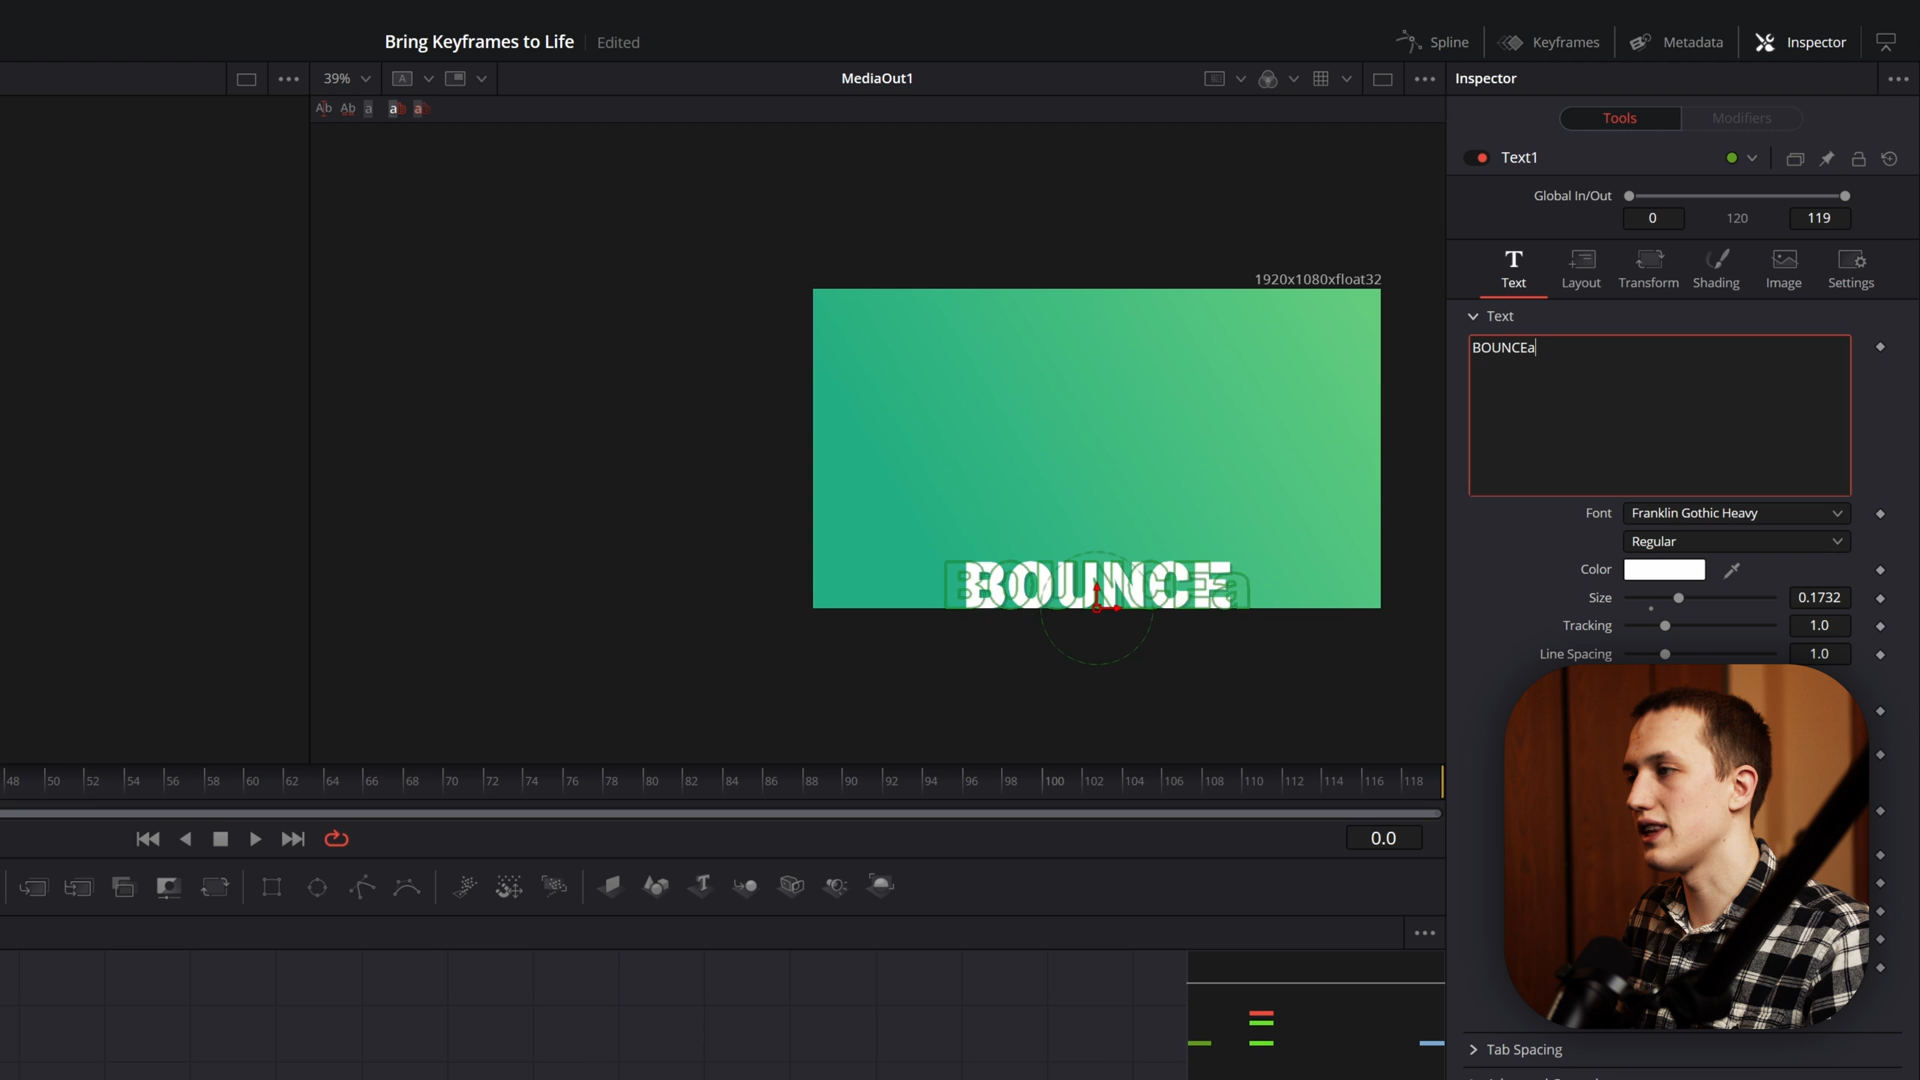 Bring Keyframes to Life Edited
Spline Keyframes Metadata Inspector
39% A MediaOut1 Inspector
Ab Ab a a a
Tools Modifiers
Text1
Global In/Out
0 120 119
Text Layout Transform Shading Image Settings
1920x1080xfloat32
Text
BOUNCEa
Font Franklin Gothic Heavy
Regular
Color
Size 0.1732
Tracking 1.0
Line Spacing 1.0
BOUNCE
48 50 52 54 56 58 60 62 64 66 68 70 72 74 76 78 80 82 84 86 88 90 92 94 96 98 100 102 104 106 108 110 112 114 116 118
0.0
Tab Spacing